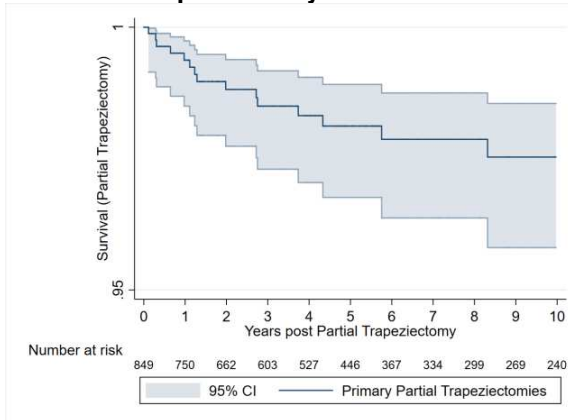 1
Survival (Partial Trapeziectomy)
.95
0 1 2 3 4 5 6 7 8 9 10
Years post Partial Trapeziectomy
Number at risk
849 750 662 603 527 446 367 334 299 269 240
95% CI Primary Partial Trapeziectomies